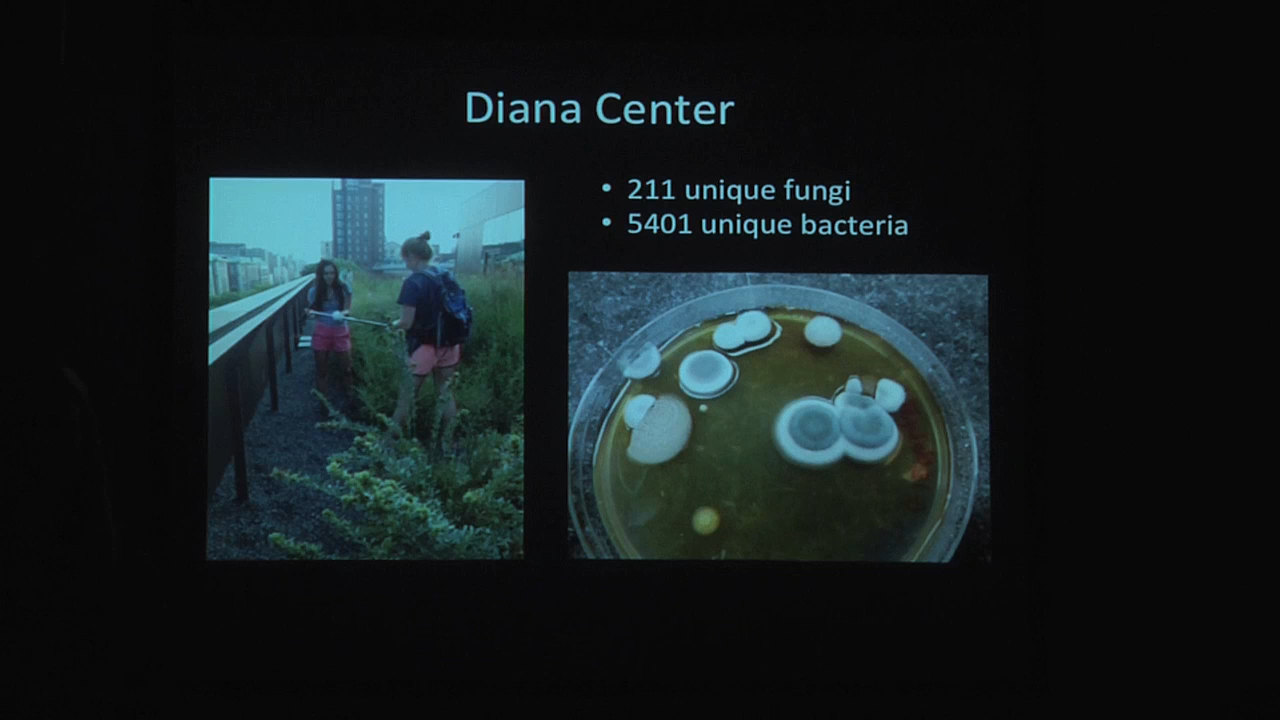 Diana Center
• 211 unique fungi
• 5401 unique bacteria